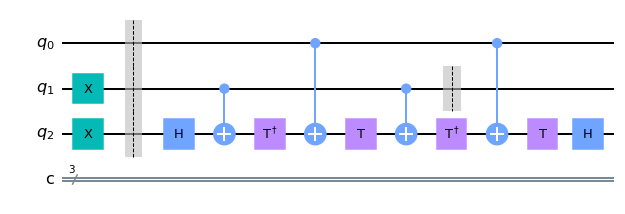 q₀
q₁ X
q₂ X H T† T T† T H
c 3